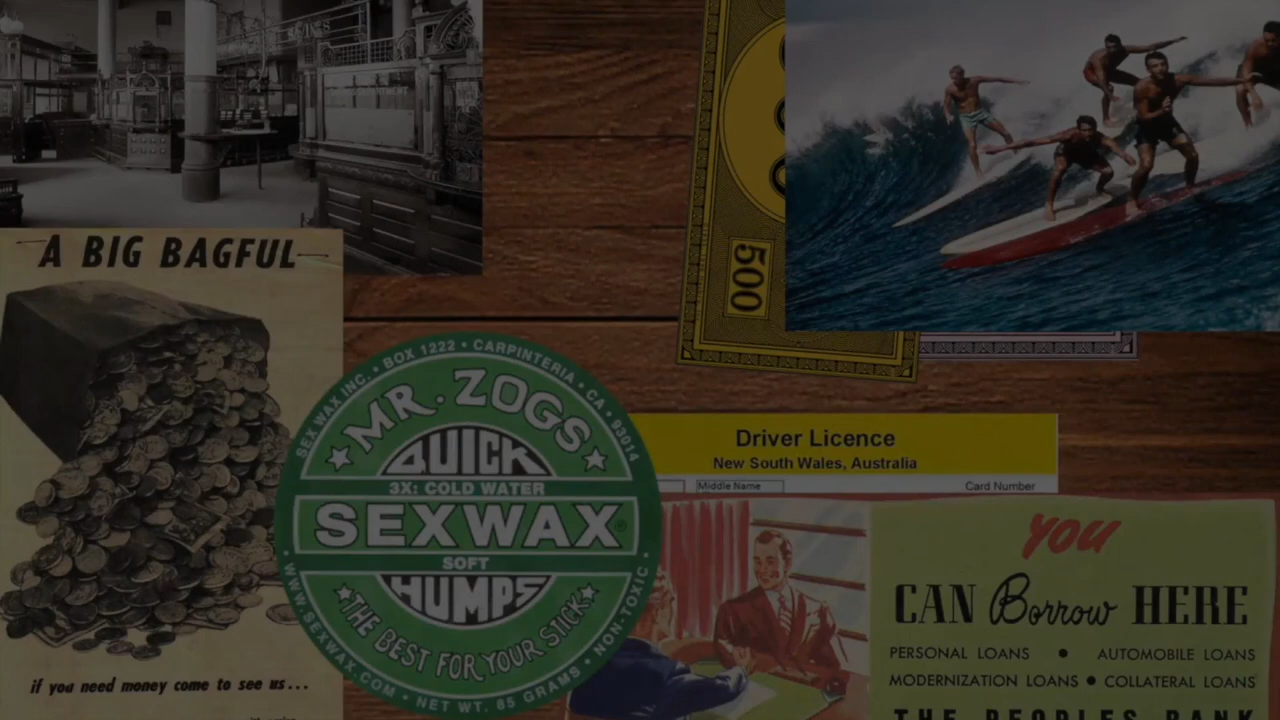 A BIG BAGFUL
if you need money come to see us...
500
SEX WAX INC. • BOX 1222 • CARPINTERIA • CA • 93014
MR. ZOGS
QUICK
3X: COLD WATER
SEXWAX®
SOFT
HUMPS
THE BEST FOR YOUR STICK
• WWW.SEXWAX.COM • NET WT. 85 GRAMS • NON-TOXIC •
Driver Licence
New South Wales, Australia
Middle Name
Card Number
YOU
CAN Borrow HERE
PERSONAL LOANS • AUTOMOBILE LOANS
MODERNIZATION LOANS • COLLATERAL LOANS
THE PEOPLES BANK